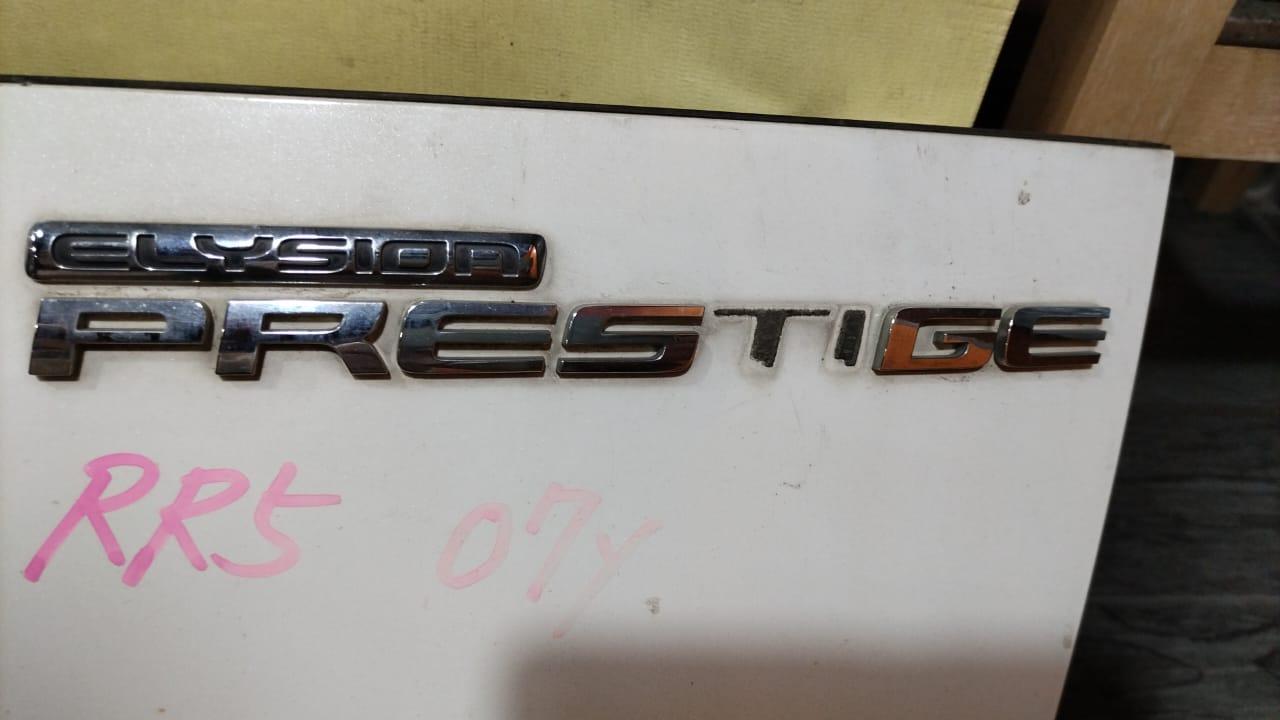 ELYSION
PRESTIGE
RR5 07Y